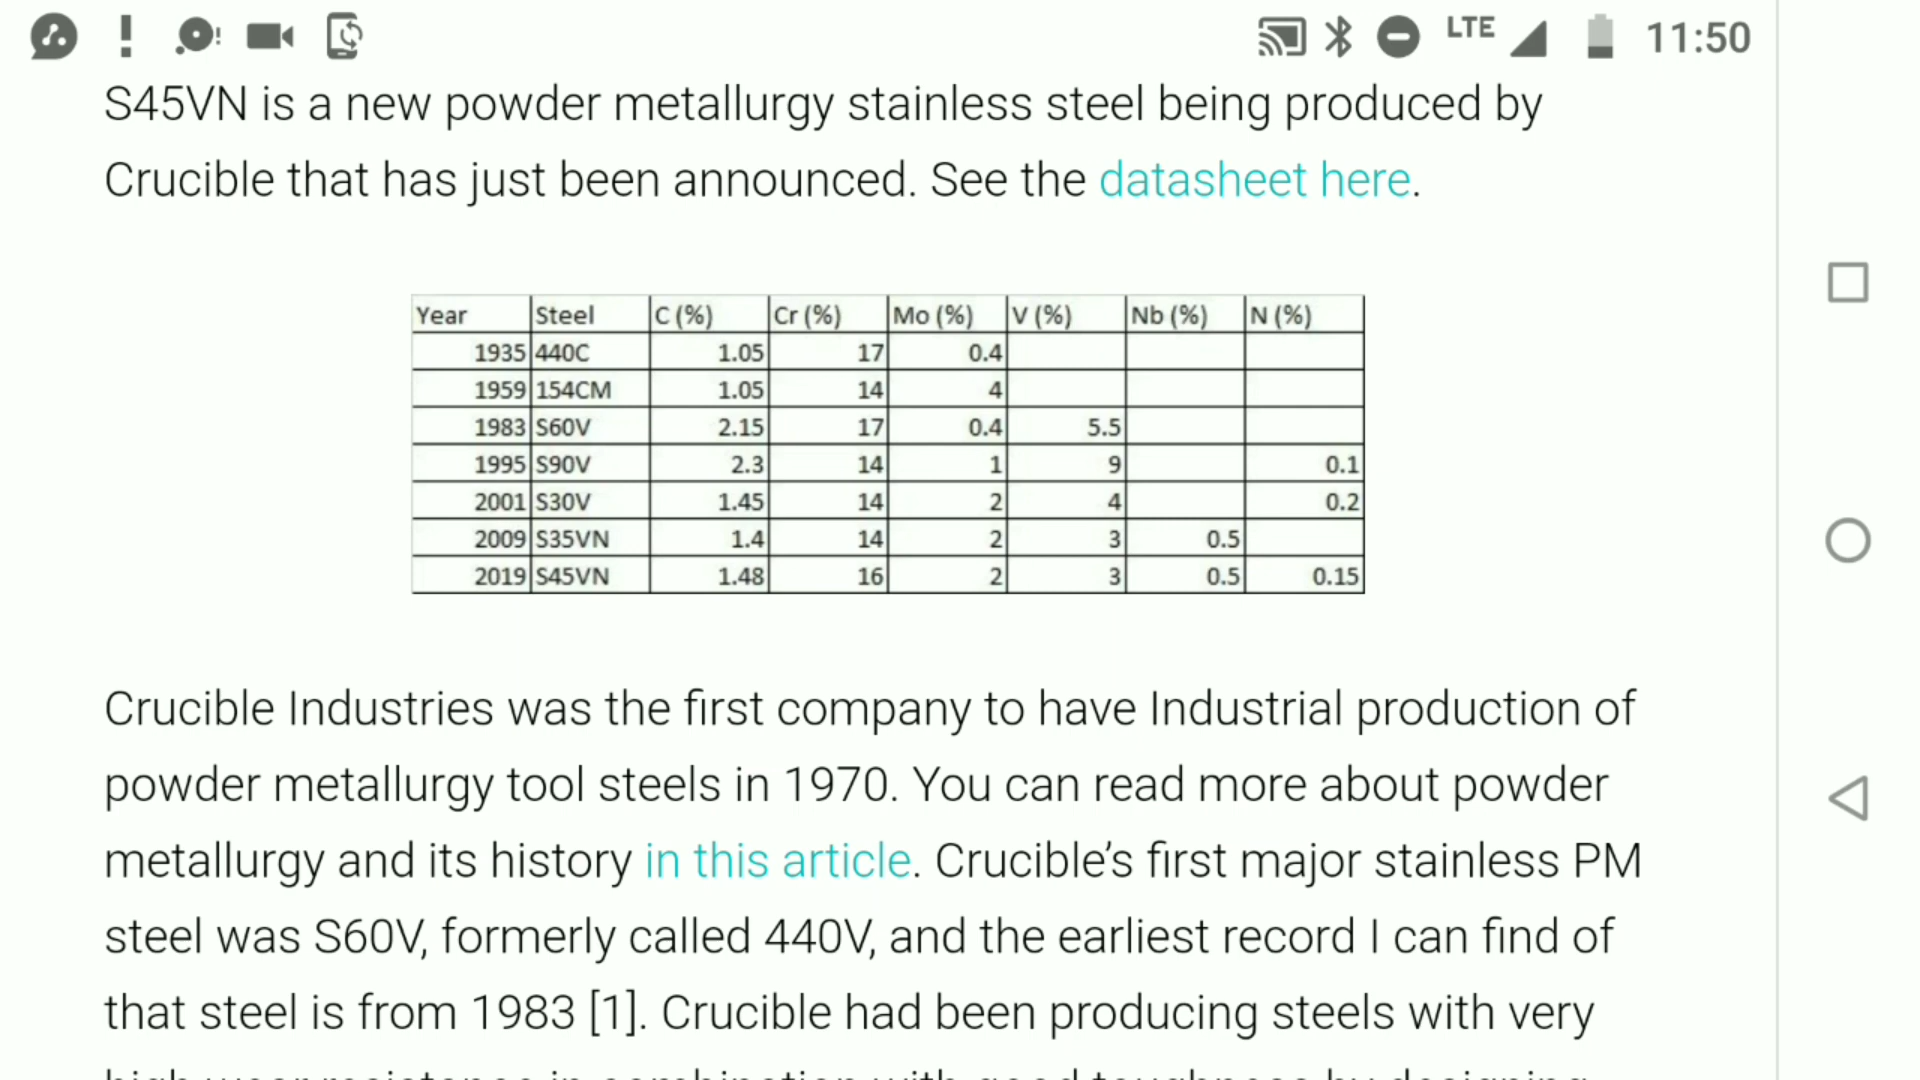 LTE 11:50
S45VN is a new powder metallurgy stainless steel being produced by
Crucible that has just been announced. See the datasheet here.
Year Steel C (%) Cr (%) Mo (%) V (%) Nb (%) N (%)
1935 440C 1.05 17 0.4
1959 154CM 1.05 14 4
1983 S60V 2.15 17 0.4 5.5
1995 S90V 2.3 14 1 9 0.1
2001 S30V 1.45 14 2 4 0.2
2009 S35VN 1.4 14 2 3 0.5
2019 S45VN 1.48 16 2 3 0.5 0.15
Crucible Industries was the first company to have Industrial production of
powder metallurgy tool steels in 1970. You can read more about powder
metallurgy and its history in this article. Crucible’s first major stainless PM
steel was S60V, formerly called 440V, and the earliest record I can find of
that steel is from 1983 [1]. Crucible had been producing steels with very